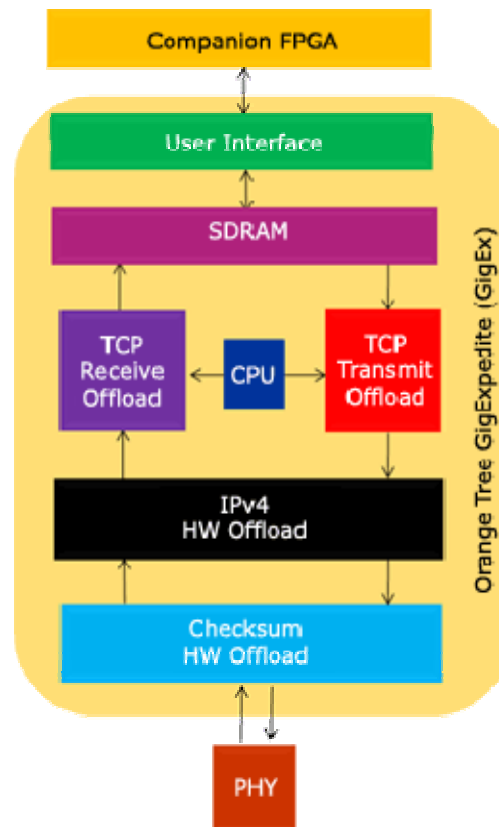 Companion FPGA
User Interface
SDRAM
TCP
Receive
Offload
CPU
TCP
Transmit
Offload
IPv4
HW Offload
Checksum
HW Offload
PHY
Orange Tree GigExpedite (GigEx)